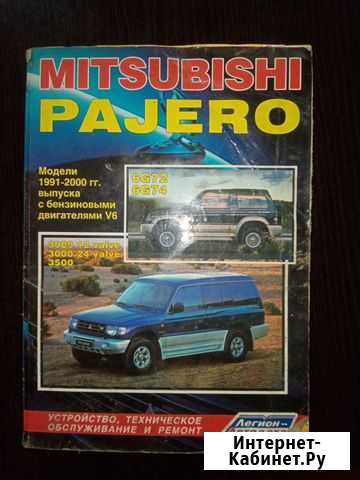 MITSUBISHI
PAJERO
Модели
1991-2000 гг.
выпуска
с бензиновыми
двигателями V6
6G72
6G74
3000-12 valve
3000-24 valve
3500
УСТРОЙСТВО, ТЕХНИЧЕСКОЕ
ОБСЛУЖИВАНИЕ И РЕМОНТ
Легион-
Интернет-
Кабинет.Ру